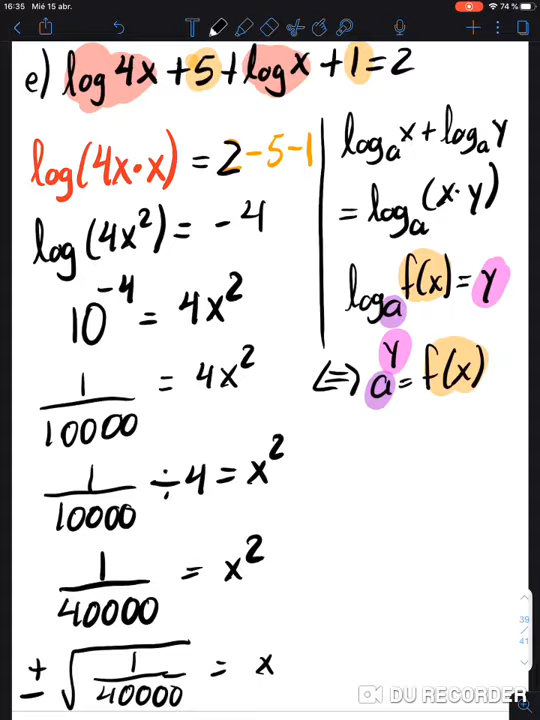 16:35 Mié 15 abr.
74 %
e) log 4x + 5 + log x + 1 = 2
log(4x•x) = 2 - 5 - 1
log(4x²) = -4
10⁻⁴ = 4x²
1/10000 = 4x²
1/10000 ÷ 4 = x²
1/40000 = x²
± √(1/40000) = x
logₐ x + logₐ y
= logₐ (x·y)
logₐ f(x) = y
⇔ aʸ = f(x)
39
41
DU RECORDER